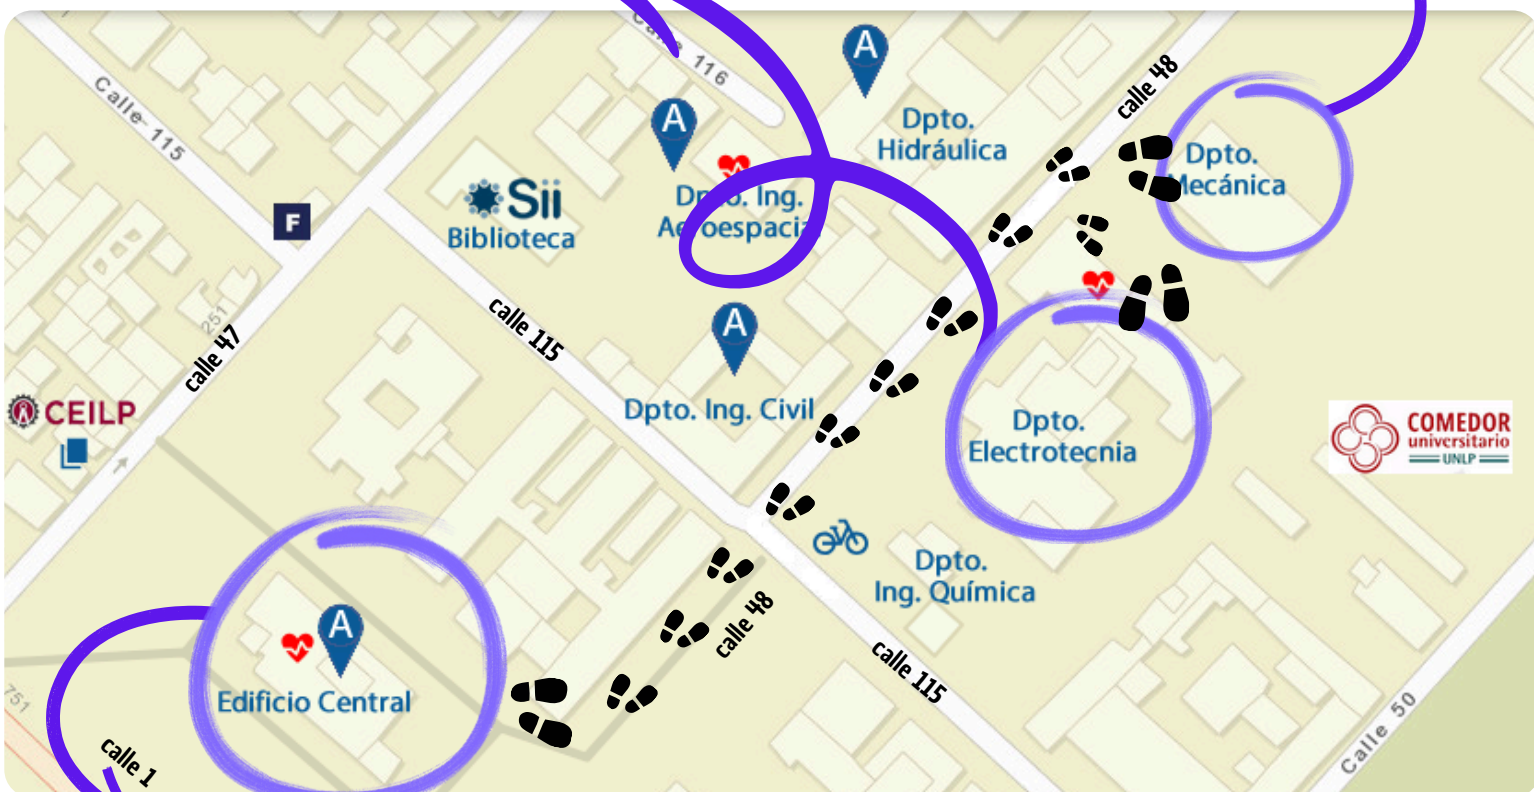 Calle 116
A
calle 48
Calle 115
A
Dpto.
Hidráulica
Dpto.
Mecánica
Sii
Biblioteca
Dpto. Ing.
Aeroespacial
F
251
calle 115
calle 47
A
CEILP
Dpto. Ing. Civil
Dpto.
Electrotecnia
COMEDOR
universitario
UNLP
Dpto.
Ing. Química
calle 48
A
Edificio Central
calle 115
751
Calle 50
calle 1